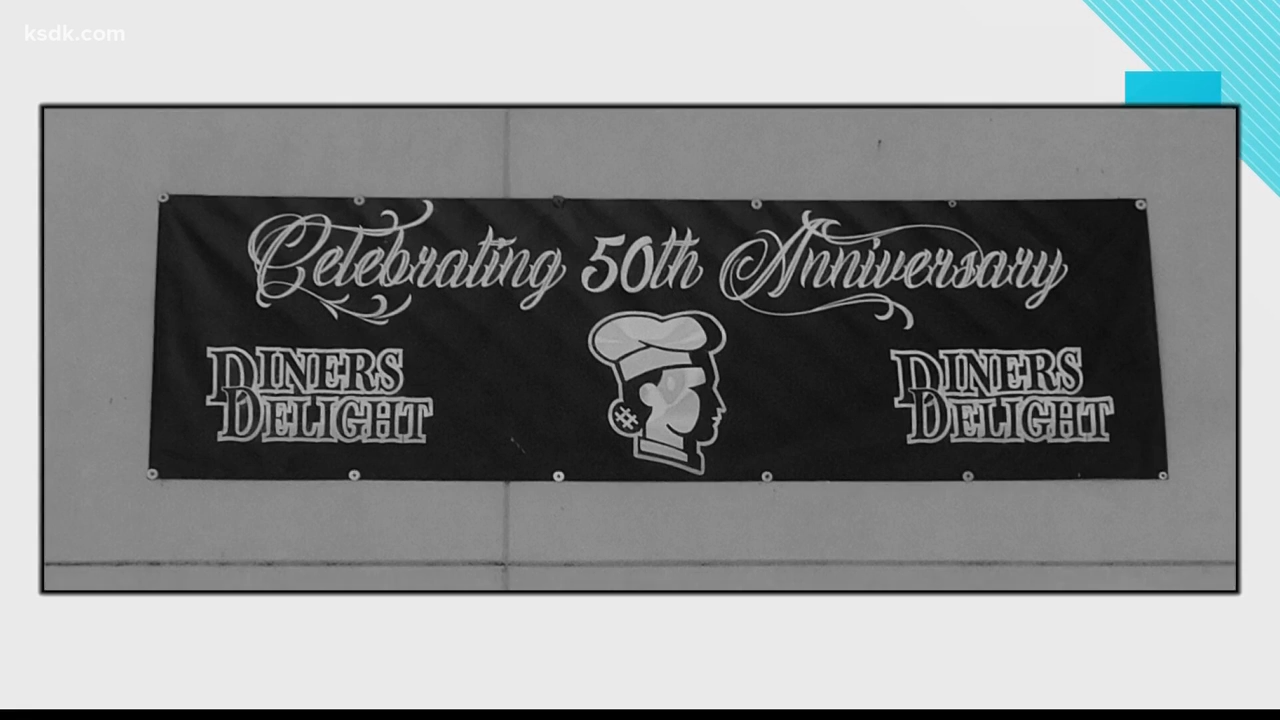 ksdk.com
Celebrating 50th Anniversary
DINERS
DELIGHT
#
DINERS
DELIGHT